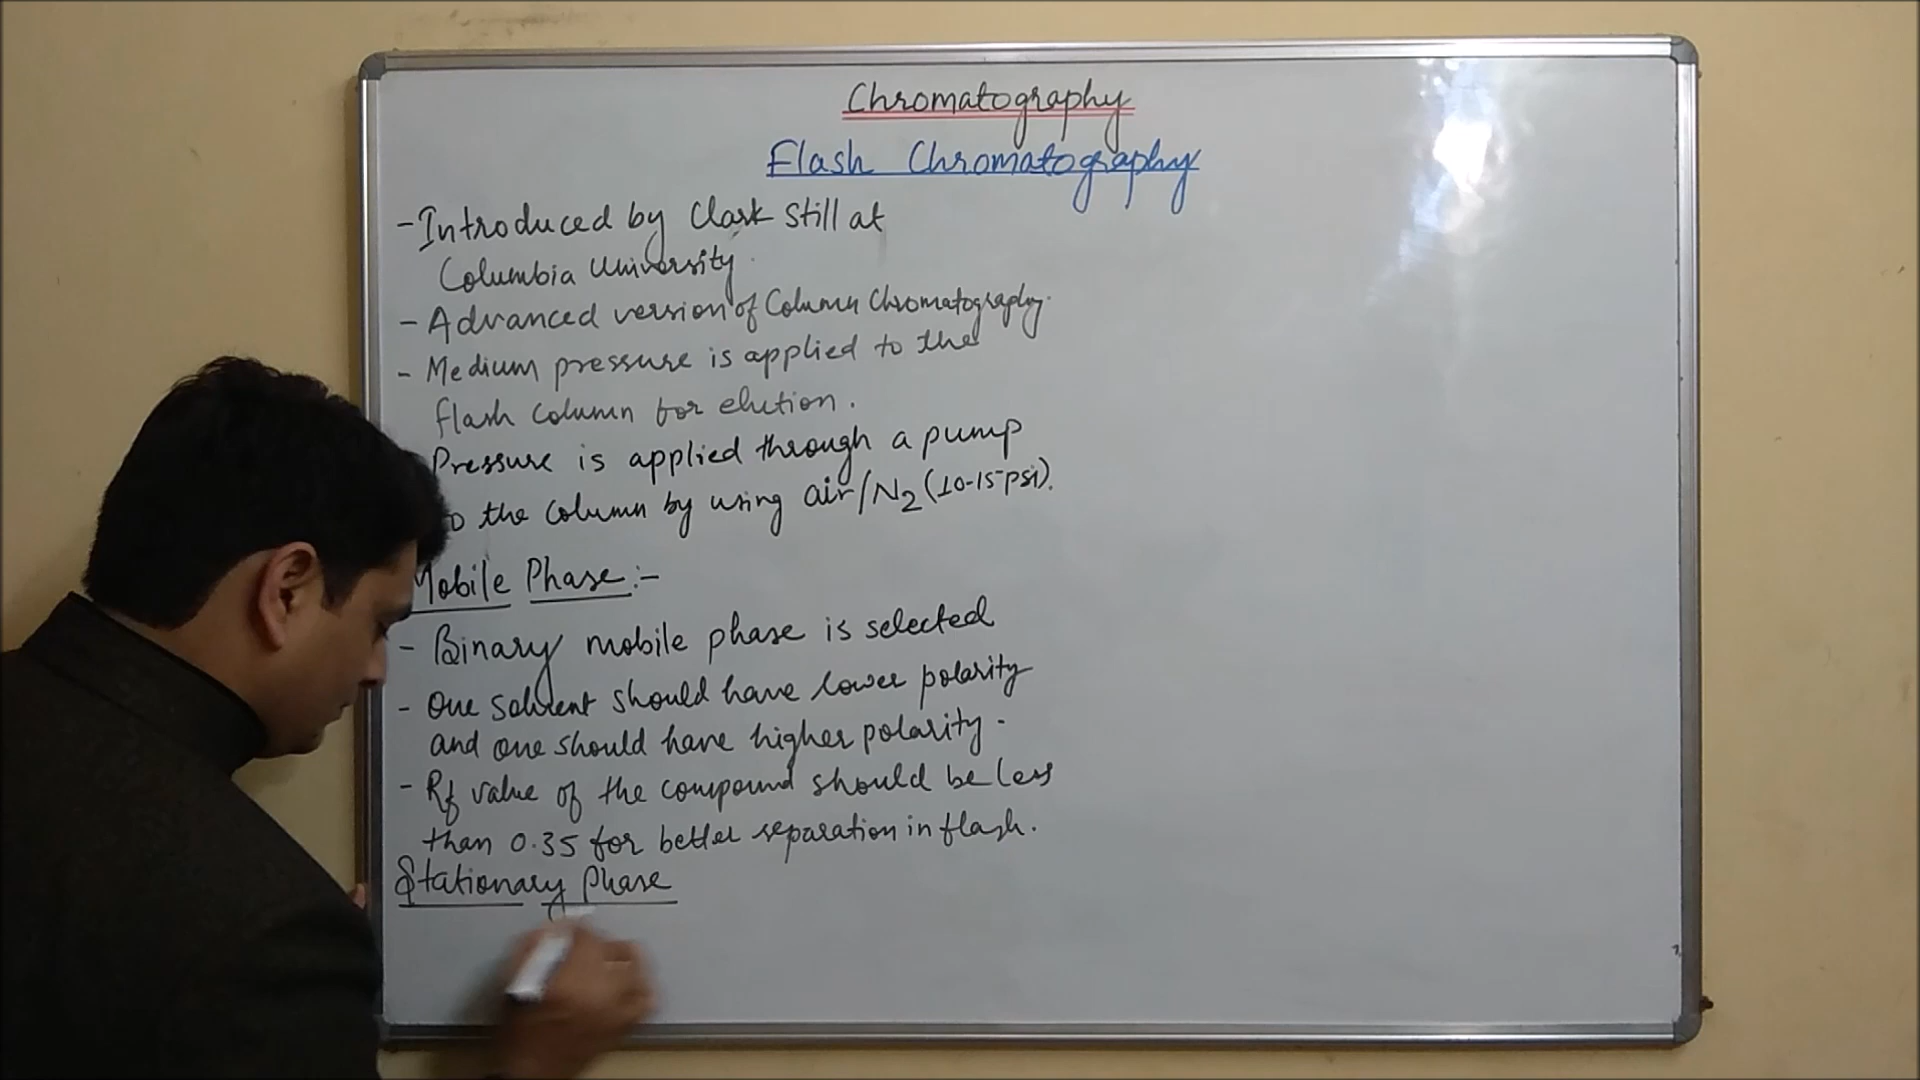 Chromatography
Flash Chromatography
- Introduced by Clark Still at
Columbia University.
- Advanced version of Column Chromatography.
- Medium pressure is applied to the
flash column for elution.
Pressure is applied through a pump
the column by using air/N2 (10-15 psi).
Mobile Phase :-
- Binary mobile phase is selected
- One solvent should have lower polarity
and one should have higher polarity.
- Rf value of the compound should be less
than 0.35 for better separation in flash.
Stationary Phase